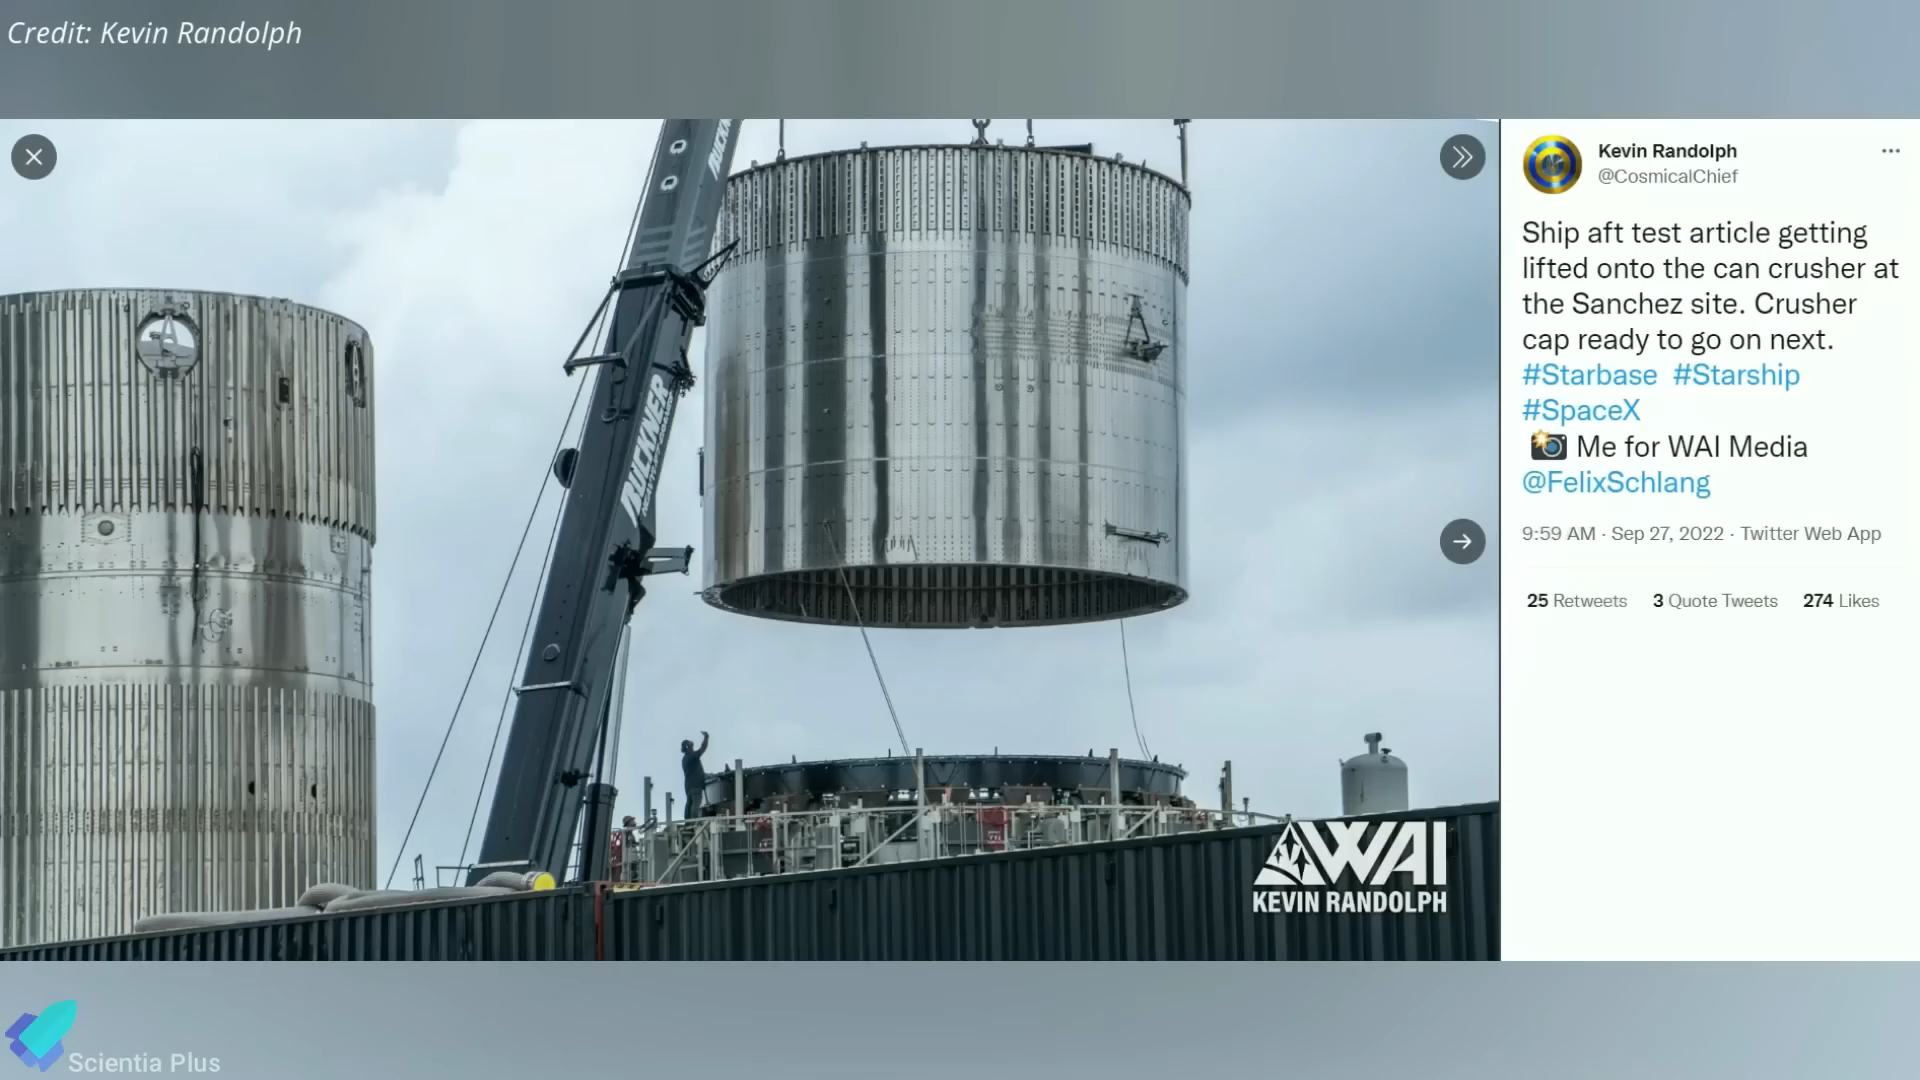 Credit: Kevin Randolph
BUCKNER
Kevin Randolph
@CosmicalChief
Ship aft test article getting
lifted onto the can crusher at
the Sanchez site. Crusher
cap ready to go on next.
#Starbase #Starship
#SpaceX
Me for WAI Media
@FelixSchlang
9:59 AM · Sep 27, 2022 · Twitter Web App
25 Retweets 3 Quote Tweets 274 Likes
WAI
KEVIN RANDOLPH
Scientia Plus